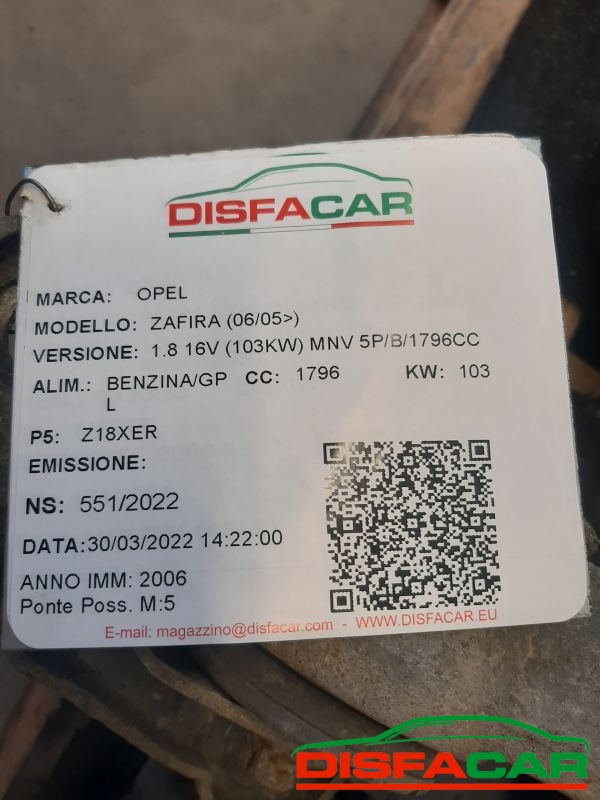 DISFACAR
MARCA: OPEL
MODELLO: ZAFIRA (06/05>)
VERSIONE: 1.8 16V (103KW) MNV 5P/B/1796CC
ALIM.: BENZINA/GP CC: 1796 KW: 103
L
P5: Z18XER
EMISSIONE:
NS: 551/2022
DATA:30/03/2022 14:22:00
ANNO IMM: 2006
Ponte Poss. M:5
E-mail: magazzino@disfacar.com - WWW.DISFACAR.EU
DISFACAR